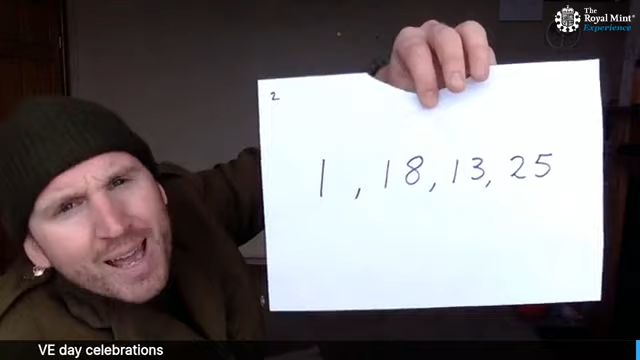 The
Royal Mint®
Experience
2
1, 18, 13, 25
VE day celebrations